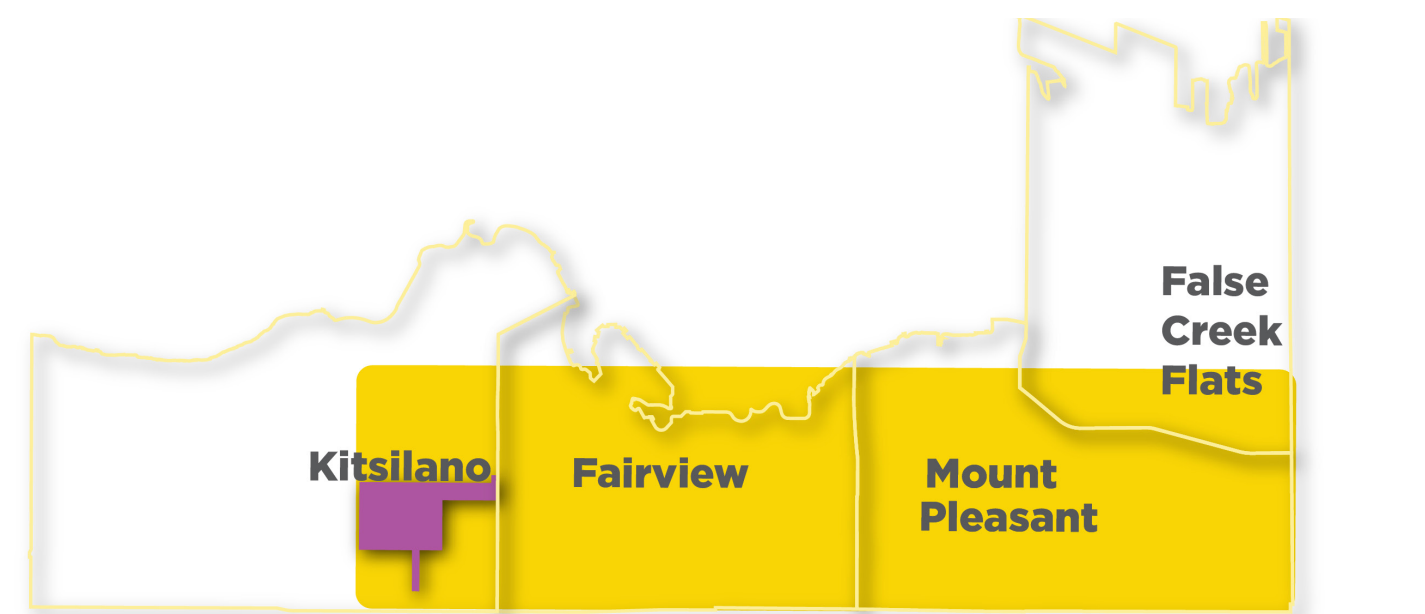 False
Creek
Flats
Kitsilano
Fairview
Mount
Pleasant